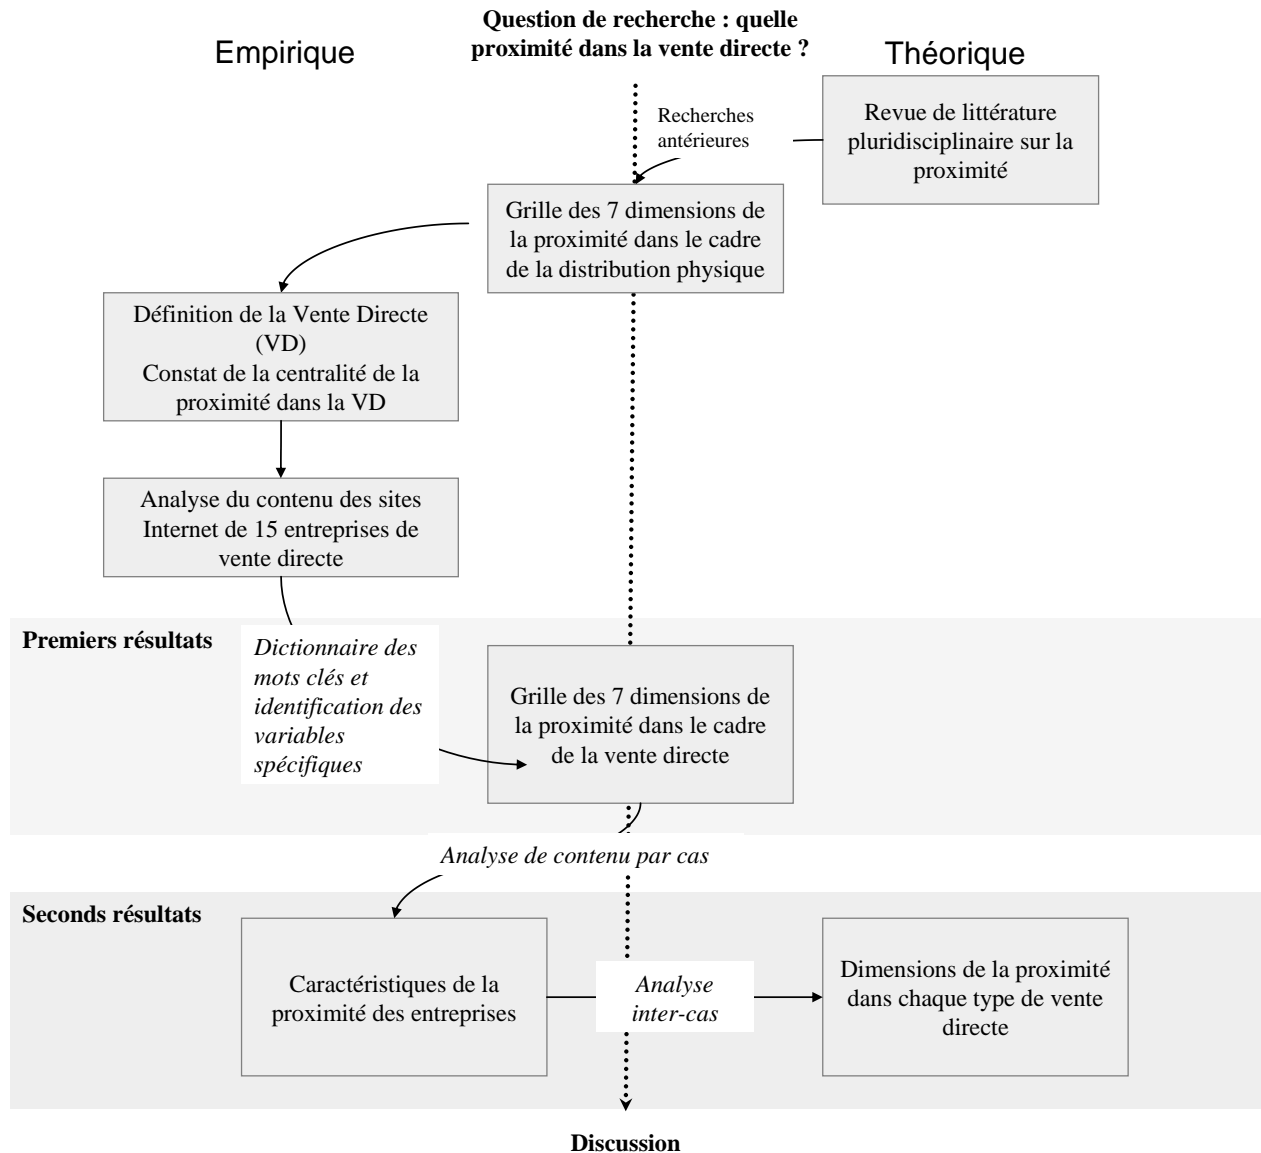 Question de recherche : quelle
proximité dans la vente directe ?
Empirique
Théorique
Recherches
antérieures
Revue de littérature
pluridisciplinaire sur la
proximité
Grille des 7 dimensions de
la proximité dans le cadre
de la distribution physique
Définition de la Vente Directe
(VD)
Constat de la centralité de la
proximité dans la VD
Analyse du contenu des sites
Internet de 15 entreprises de
vente directe
Premiers résultats
Dictionnaire des
mots clés et
identification des
variables
spécifiques
Grille des 7 dimensions de
la proximité dans le cadre
de la vente directe
Analyse de contenu par cas
Seconds résultats
Caractéristiques de la
proximité des entreprises
Analyse
inter-cas
Dimensions de la proximité
dans chaque type de vente
directe
Discussion